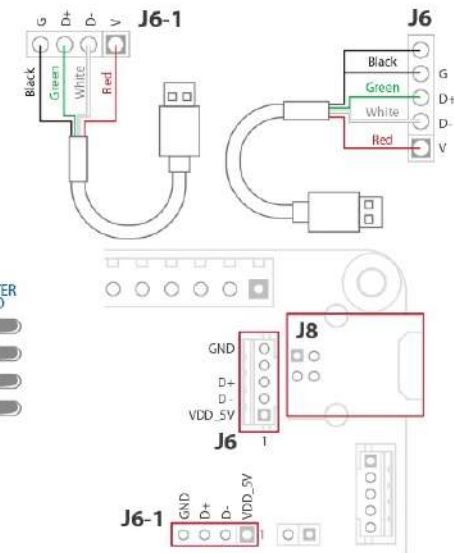 J6-1
G D+ D- V
Black
Green
White
Red
J6
Black
G
Green
D+
White
D-
Red
V
J8
GND
D+
D-
VDD_5V
J6
1
J6-1
GND
D+
D-
VDD_5V
1